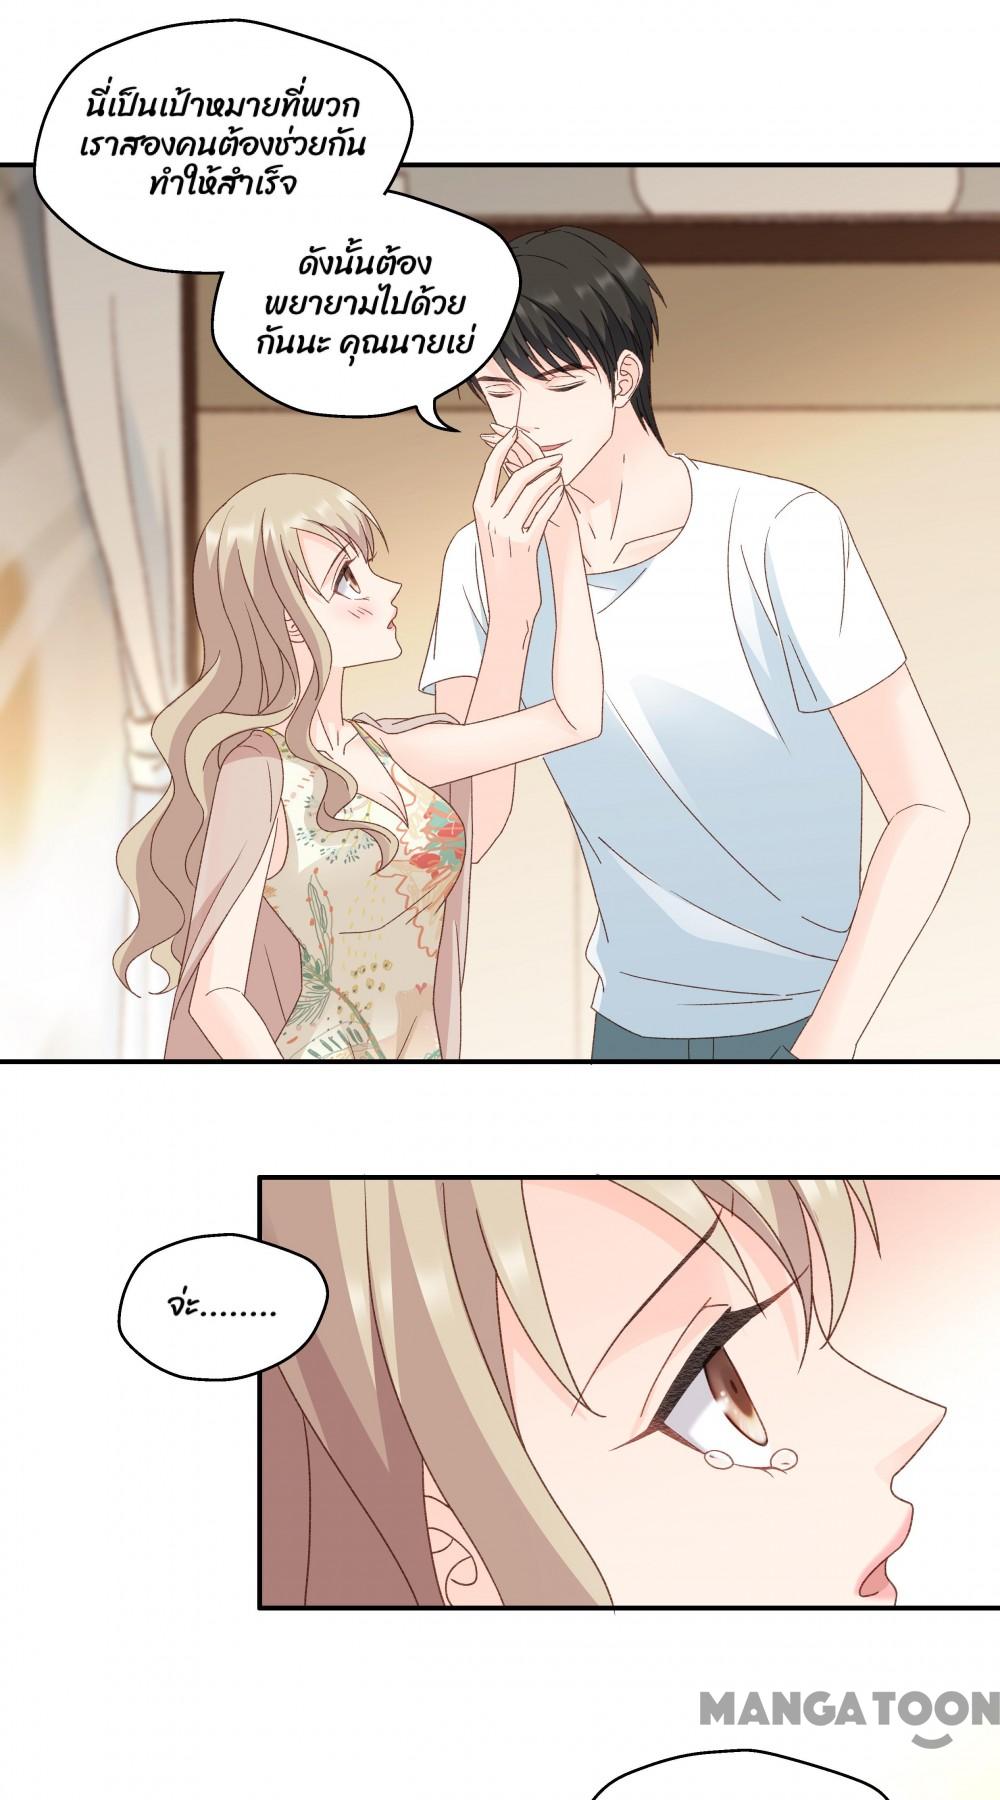 นี่เป็นเป้าหมายที่พวก
เราสองคนต้องช่วยกัน
ทำให้สำเร็จ
ดังนั้นต้อง
พยายามไปด้วย
กันนะ คุณนายเย่
จ่ะ........
MANGATOON